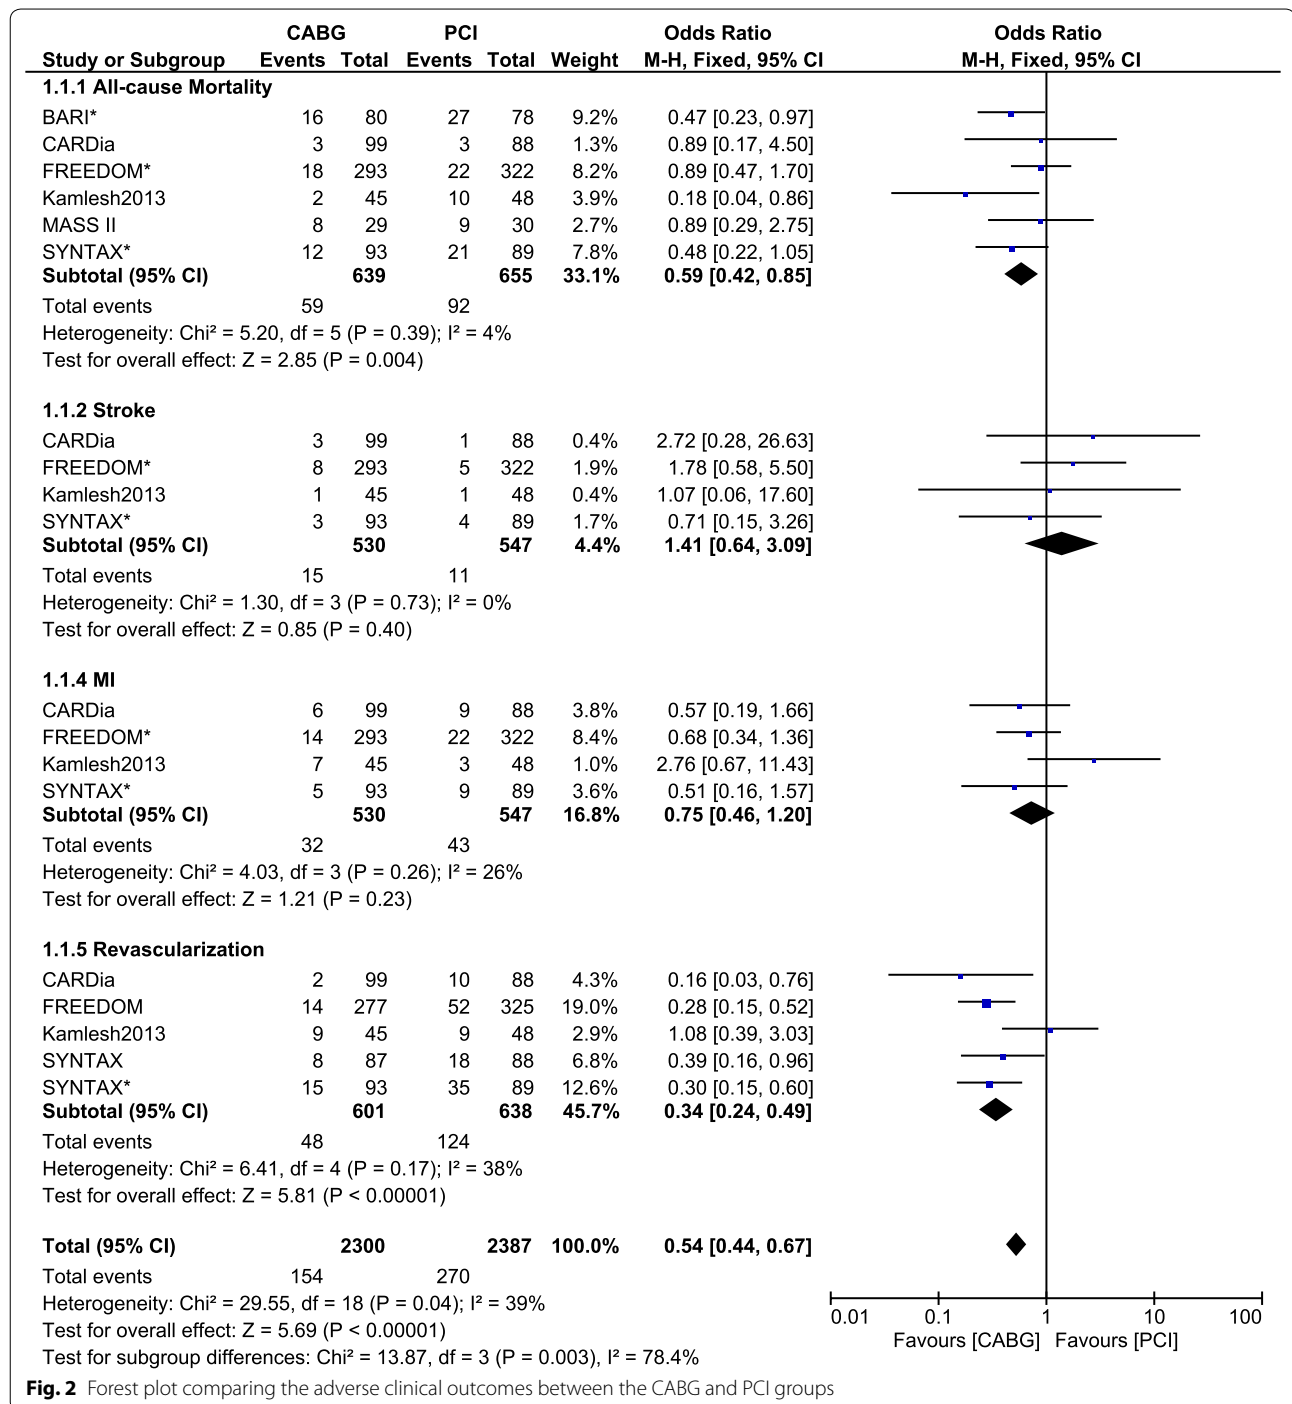 CABG PCI Odds Ratio Odds Ratio
Study or Subgroup Events Total Events Total Weight M-H, Fixed, 95% CI M-H, Fixed, 95% CI
1.1.1 All-cause Mortality
BARI* 16 80 27 78 9.2% 0.47 [0.23, 0.97]
CARDia 3 99 3 88 1.3% 0.89 [0.17, 4.50]
FREEDOM* 18 293 22 322 8.2% 0.89 [0.47, 1.70]
Kamlesh2013 2 45 10 48 3.9% 0.18 [0.04, 0.86]
MASS II 8 29 9 30 2.7% 0.89 [0.29, 2.75]
SYNTAX* 12 93 21 89 7.8% 0.48 [0.22, 1.05]
Subtotal (95% CI) 639 655 33.1% 0.59 [0.42, 0.85]
Total events 59 92
Heterogeneity: Chi² = 5.20, df = 5 (P = 0.39); I² = 4%
Test for overall effect: Z = 2.85 (P = 0.004)
1.1.2 Stroke
CARDia 3 99 1 88 0.4% 2.72 [0.28, 26.63]
FREEDOM* 8 293 5 322 1.9% 1.78 [0.58, 5.50]
Kamlesh2013 1 45 1 48 0.4% 1.07 [0.06, 17.60]
SYNTAX* 3 93 4 89 1.7% 0.71 [0.15, 3.26]
Subtotal (95% CI) 530 547 4.4% 1.41 [0.64, 3.09]
Total events 15 11
Heterogeneity: Chi² = 1.30, df = 3 (P = 0.73); I² = 0%
Test for overall effect: Z = 0.85 (P = 0.40)
1.1.4 MI
CARDia 6 99 9 88 3.8% 0.57 [0.19, 1.66]
FREEDOM* 14 293 22 322 8.4% 0.68 [0.34, 1.36]
Kamlesh2013 7 45 3 48 1.0% 2.76 [0.67, 11.43]
SYNTAX* 5 93 9 89 3.6% 0.51 [0.16, 1.57]
Subtotal (95% CI) 530 547 16.8% 0.75 [0.46, 1.20]
Total events 32 43
Heterogeneity: Chi² = 4.03, df = 3 (P = 0.26); I² = 26%
Test for overall effect: Z = 1.21 (P = 0.23)
1.1.5 Revascularization
CARDia 2 99 10 88 4.3% 0.16 [0.03, 0.76]
FREEDOM 14 277 52 325 19.0% 0.28 [0.15, 0.52]
Kamlesh2013 9 45 9 48 2.9% 1.08 [0.39, 3.03]
SYNTAX 8 87 18 88 6.8% 0.39 [0.16, 0.96]
SYNTAX* 15 93 35 89 12.6% 0.30 [0.15, 0.60]
Subtotal (95% CI) 601 638 45.7% 0.34 [0.24, 0.49]
Total events 48 124
Heterogeneity: Chi² = 6.41, df = 4 (P = 0.17); I² = 38%
Test for overall effect: Z = 5.81 (P < 0.00001)
Total (95% CI) 2300 2387 100.0% 0.54 [0.44, 0.67]
Total events 154 270
Heterogeneity: Chi² = 29.55, df = 18 (P = 0.04); I² = 39%
Test for overall effect: Z = 5.69 (P < 0.00001)
Test for subgroup differences: Chi² = 13.87, df = 3 (P = 0.003), I² = 78.4%
0.01 0.1 1 10 100
Favours [CABG] Favours [PCI]
Fig. 2 Forest plot comparing the adverse clinical outcomes between the CABG and PCI groups